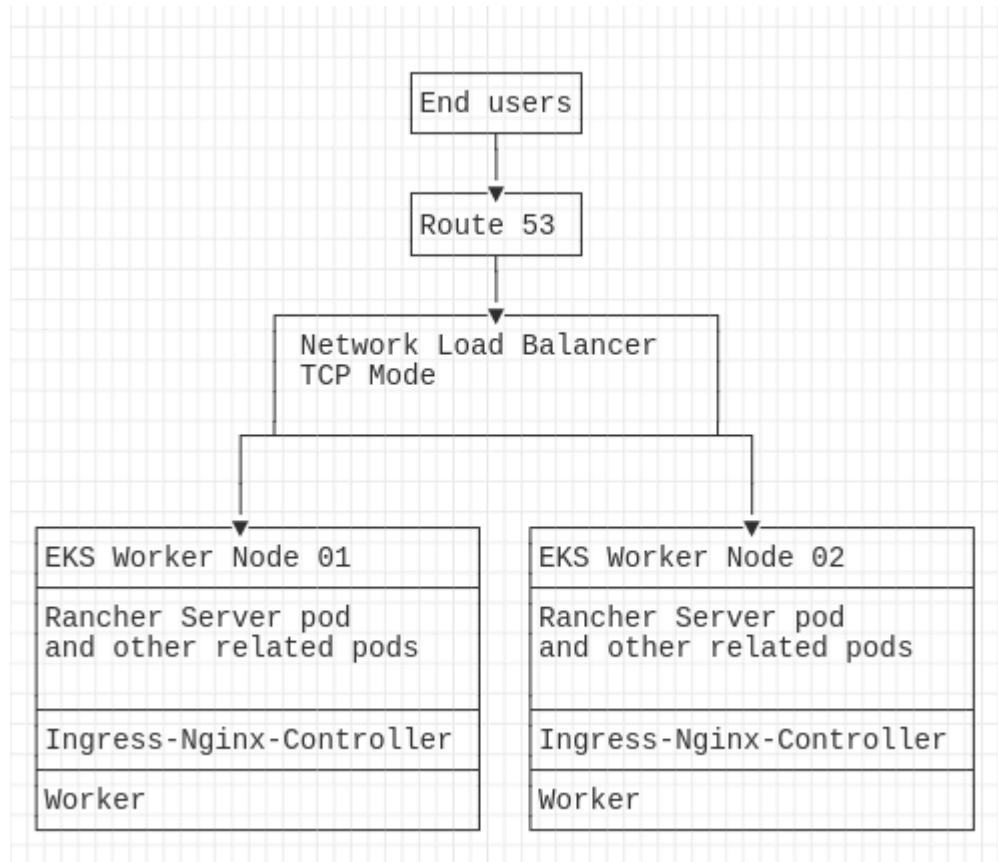 End users
Route 53
Network Load Balancer
TCP Mode
EKS Worker Node 01
Rancher Server pod
and other related pods
Ingress-Nginx-Controller
Worker
EKS Worker Node 02
Rancher Server pod
and other related pods
Ingress-Nginx-Controller
Worker